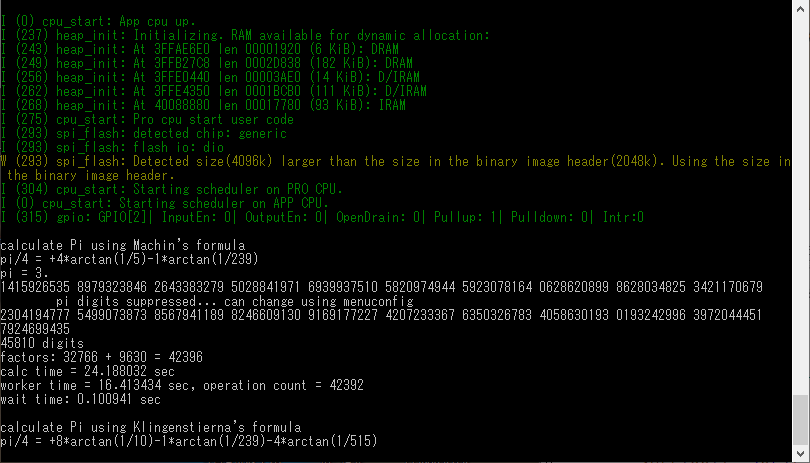 I (0) cpu_start: App cpu up.
I (237) heap_init: Initializing. RAM available for dynamic allocation:
I (243) heap_init: At 3FFAE6E0 len 00001920 (6 KiB): DRAM
I (249) heap_init: At 3FFB27C8 len 0002D838 (182 KiB): DRAM
I (256) heap_init: At 3FFE0440 len 00003AE0 (14 KiB): D/IRAM
I (262) heap_init: At 3FFE4350 len 0001BCB0 (111 KiB): D/IRAM
I (268) heap_init: At 40088880 len 00017780 (93 KiB): IRAM
I (275) cpu_start: Pro cpu start user code
I (293) spi_flash: detected chip: generic
I (293) spi_flash: flash io: dio
W (293) spi_flash: Detected size(4096k) larger than the size in the binary image header(2048k). Using the size in
the binary image header.
I (304) cpu_start: Starting scheduler on PRO CPU.
I (0) cpu_start: Starting scheduler on APP CPU.
I (315) gpio: GPIO[2]| InputEn: 0| OutputEn: 0| OpenDrain: 0| Pullup: 1| Pulldown: 0| Intr:0
calculate Pi using Machin's formula
pi/4 = +4*arctan(1/5)-1*arctan(1/239)
pi = 3.
1415926535 8979323846 2643383279 5028841971 6939937510 5820974944 5923078164 0628620899 8628034825 3421170679
pi digits suppressed... can change using menuconfig
2304194777 5499073873 8567941189 8246609130 9169177227 4207233367 6350326783 4058630193 0193242996 3972044451
7924699435
45810 digits
factors: 32766 + 9630 = 42396
calc time = 24.188032 sec
worker time = 16.413434 sec, operation count = 42392
wait time: 0.100941 sec
calculate Pi using Klingenstierna's formula
pi/4 = +8*arctan(1/10)-1*arctan(1/239)-4*arctan(1/515)